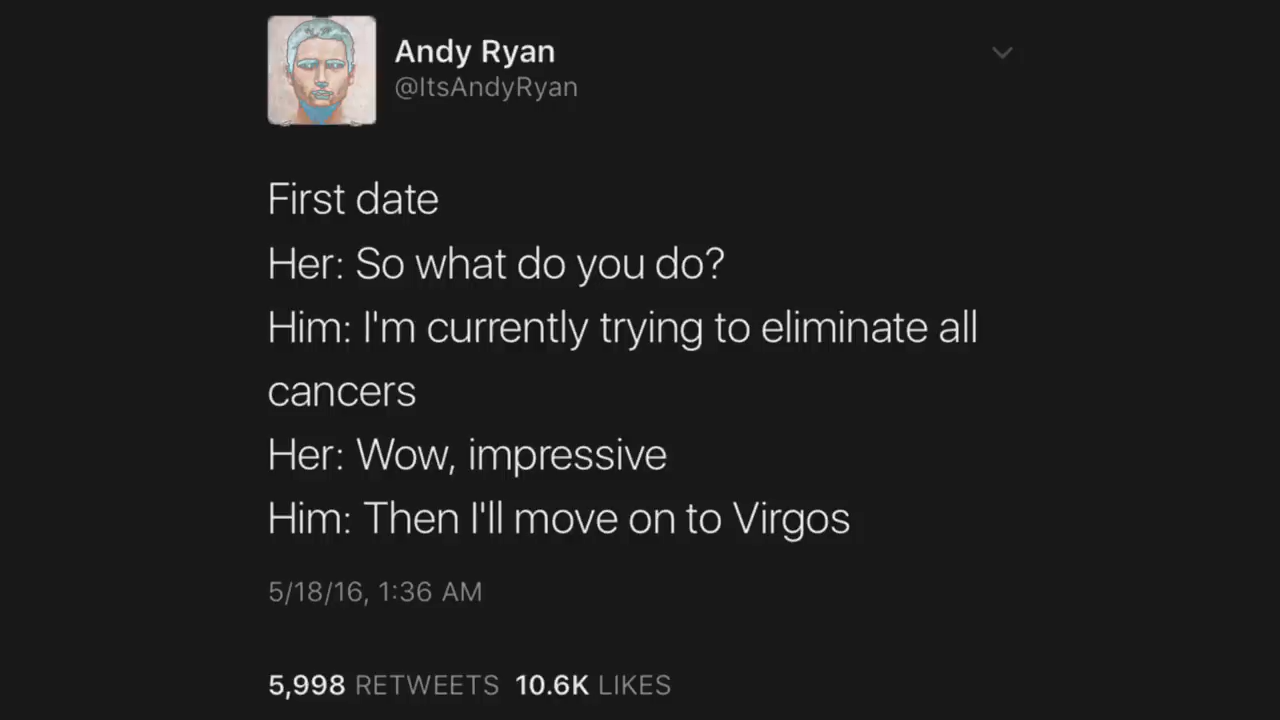 Andy Ryan
@ItsAndyRyan
First date
Her: So what do you do?
Him: I'm currently trying to eliminate all
cancers
Her: Wow, impressive
Him: Then I'll move on to Virgos
5/18/16, 1:36 AM
5,998 RETWEETS 10.6K LIKES